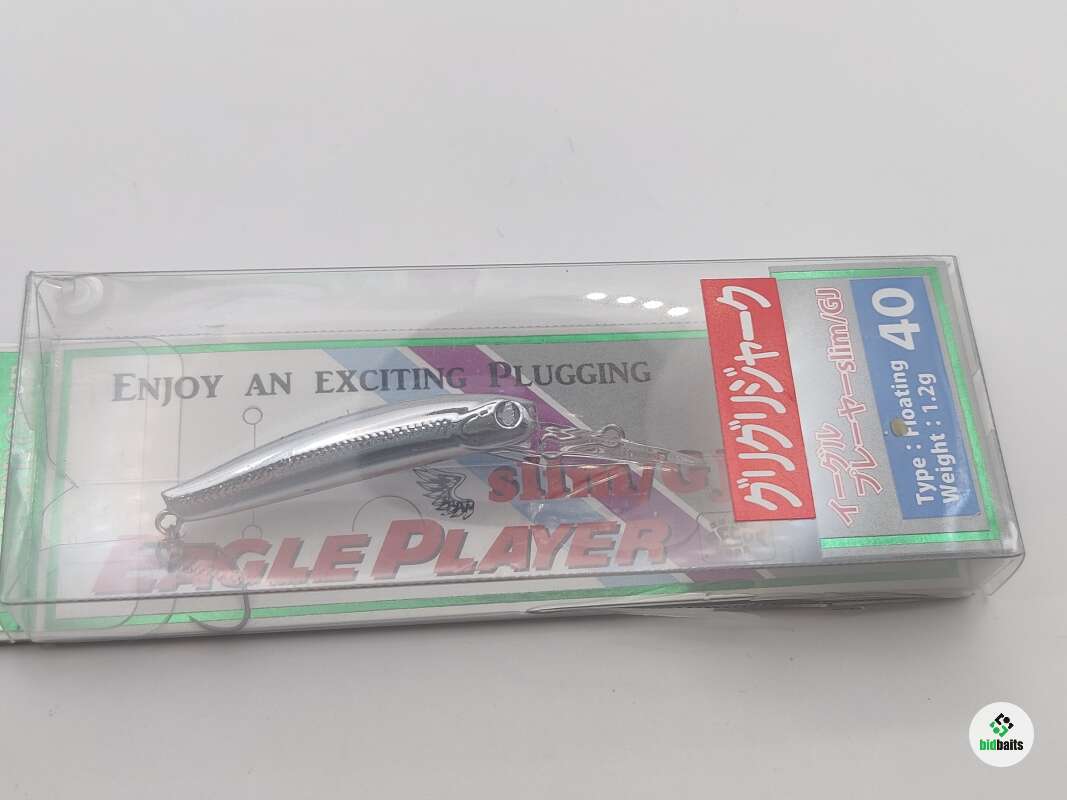 ENJOY AN EXCITING PLUGGING
slim/GJ
EAGLE PLAYER
グリグリジャーク
イーグル
プレーヤーslim/GJ
40
Type : Floating
Weight : 1.2g
bidbaits